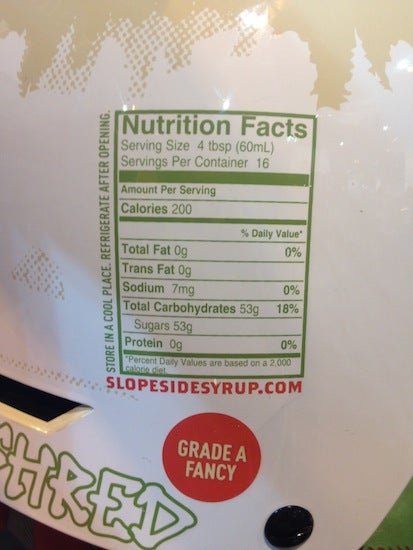 STORE IN A COOL PLACE. REFRIGERATE AFTER OPENING.
Nutrition Facts
Serving Size 4 tbsp (60mL)
Servings Per Container 16
Amount Per Serving
Calories 200
% Daily Value*
Total Fat 0g 0%
Trans Fat 0g
Sodium 7mg 0%
Total Carbohydrates 53g 18%
Sugars 53g
Protein 0g 0%
*Percent Daily Values are based on a 2,000
calorie diet.
SLOPESIDESYRUP.COM
GRADE A
FANCY
SHRED